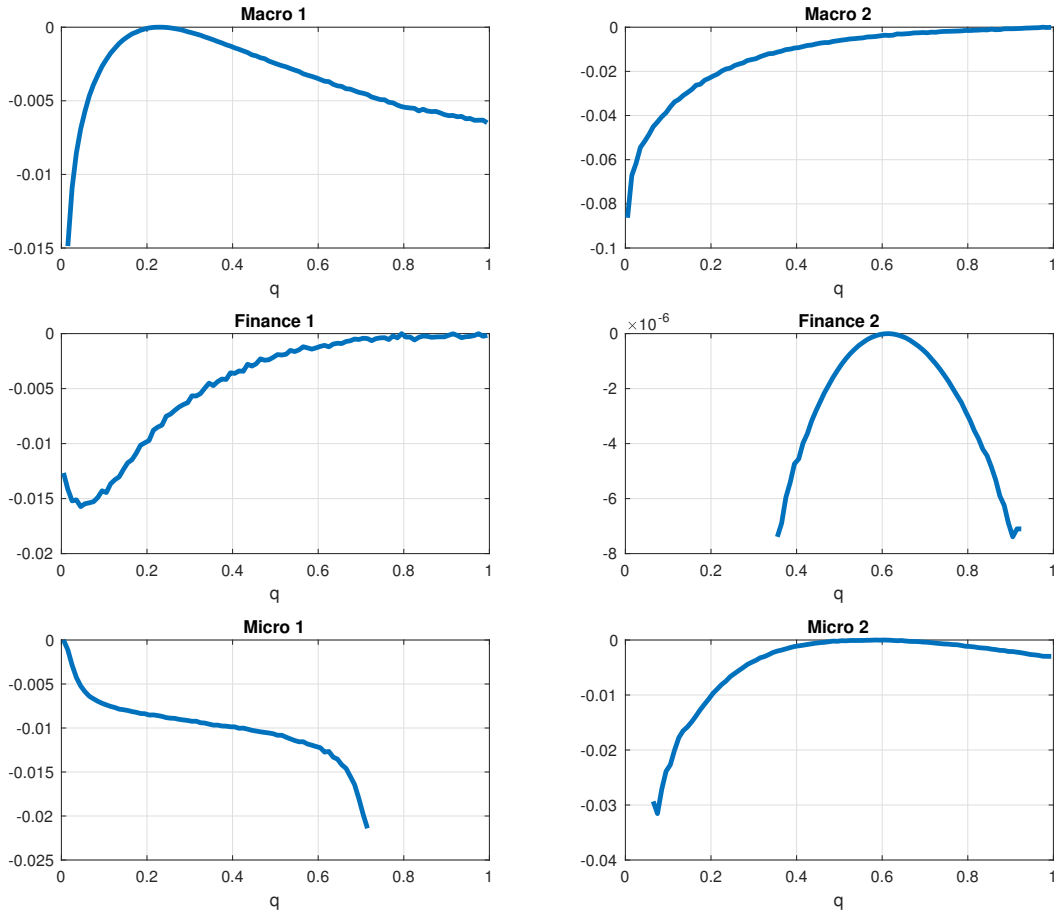 Macro 1
0
-0.005
-0.01
-0.015
0 0.2 0.4 0.6 0.8 1
q
Macro 2
0
-0.02
-0.04
-0.06
-0.08
-0.1
0 0.2 0.4 0.6 0.8 1
q
Finance 1
0
-0.005
-0.01
-0.015
-0.02
0 0.2 0.4 0.6 0.8 1
q
Finance 2
×10⁻⁶
0
-2
-4
-6
-8
0 0.2 0.4 0.6 0.8 1
q
Micro 1
0
-0.005
-0.01
-0.015
-0.02
-0.025
0 0.2 0.4 0.6 0.8 1
q
Micro 2
0
-0.01
-0.02
-0.03
-0.04
0 0.2 0.4 0.6 0.8 1
q